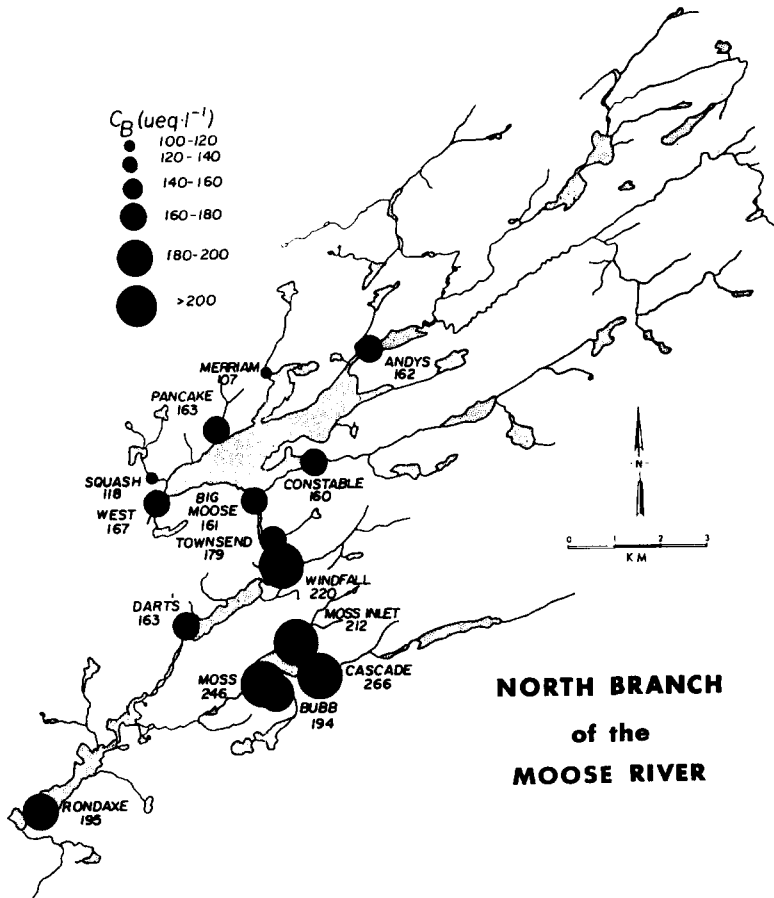 C_B (ueq·l⁻¹)
100-120
120-140
140-160
160-180
180-200
>200
MERRIAM
107
ANDYS
162
PANCAKE
163
SQUASH
118
CONSTABLE
160
WEST
167
BIG
MOOSE
161
TOWNSEND
179
WINDFALL
220
DART'S
163
MOSS INLET
212
MOSS
246
CASCADE
266
BUBB
194
RONDAXE
195
N
0 1 2 3
KM
NORTH BRANCH
of the
MOOSE RIVER